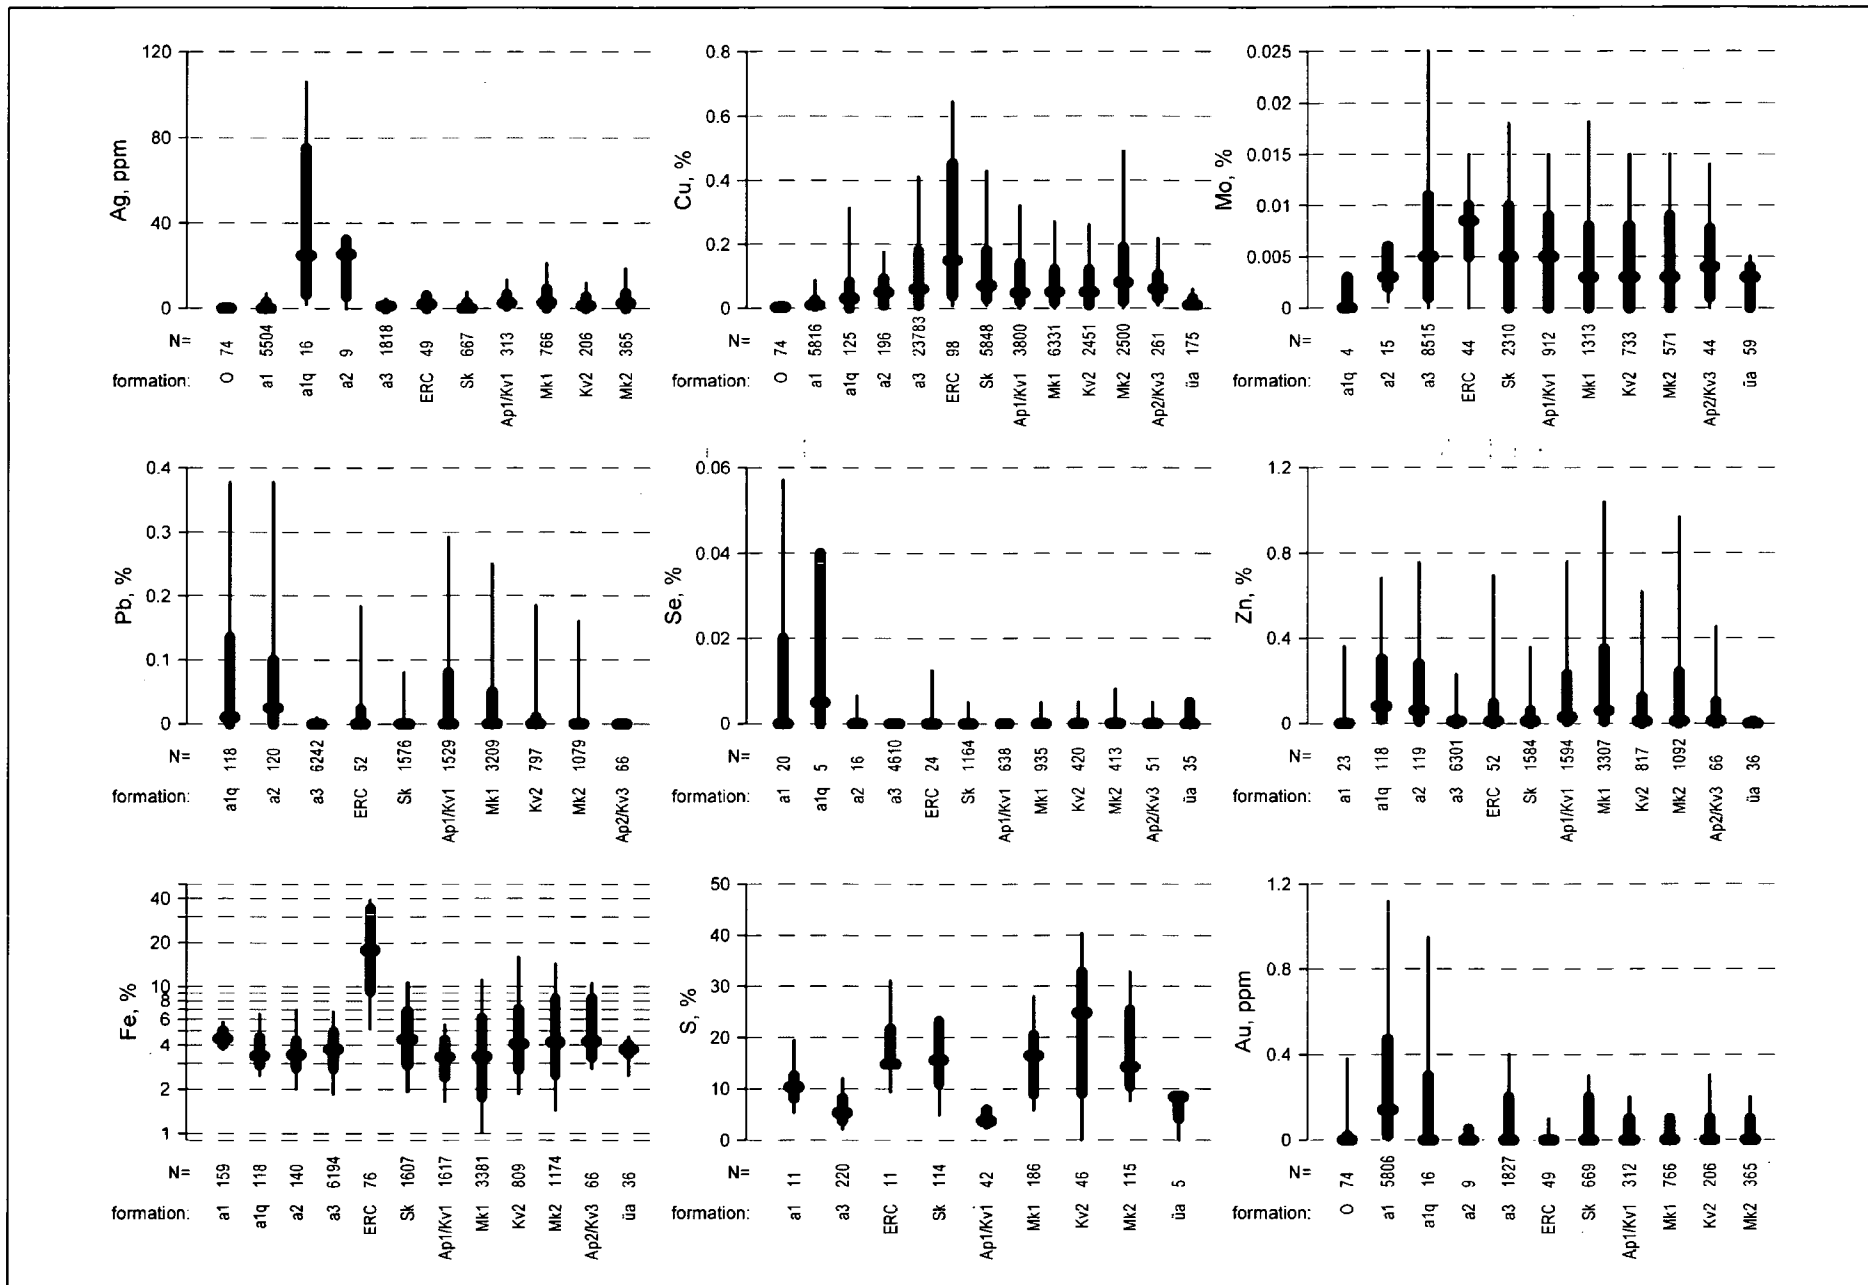 Ag, ppm
120
80
40
0
N= 74 5504 16 9 1818 49 667 313 766 206 365
formation: O a1 a1q a2 a3 ERC Sk Ap1/Kv1 Mk1 Kv2 Mk2
Cu, %
0.8
0.6
0.4
0.2
0
N= 74 5816 125 196 23783 98 5848 3800 6331 2451 2500 261 175
formation: O a1 a1q a2 a3 ERC Sk Ap1/Kv1 Mk1 Kv2 Mk2 Ap2/Kv3 üa
Mo, %
0.025
0.02
0.015
0.01
0.005
0
N= 4 15 8515 44 2310 912 1313 733 571 44 59
formation: a1q a2 a3 ERC Sk Ap1/Kv1 Mk1 Kv2 Mk2 Ap2/Kv3 üa
Pb, %
0.4
0.3
0.2
0.1
0
N= 118 120 6242 52 1576 1529 3209 797 1079 66
formation: a1q a2 a3 ERC Sk Ap1/Kv1 Mk1 Kv2 Mk2 Ap2/Kv3
Se, %
0.06
0.04
0.02
0
N= 20 5 16 4610 24 1164 638 935 420 413 51 35
formation: a1 a1q a2 a3 ERC Sk Ap1/Kv1 Mk1 Kv2 Mk2 Ap2/Kv3 üa
Zn, %
1.2
0.8
0.4
0
N= 23 118 119 6301 52 1584 1594 3307 817 1092 66 36
formation: a1 a1q a2 a3 ERC Sk Ap1/Kv1 Mk1 Kv2 Mk2 Ap2/Kv3 üa
Fe, %
40
20
10
8
6
4
2
1
N= 159 118 140 6194 76 1607 1617 3381 809 1174 66 36
formation: a1 a1q a2 a3 ERC Sk Ap1/Kv1 Mk1 Kv2 Mk2 Ap2/Kv3 üa
S, %
50
40
30
20
10
0
N= 11 220 11 114 42 186 46 115 5
formation: a1 a3 ERC Sk Ap1/Kv1 Mk1 Kv2 Mk2 üa
Au, ppm
1.2
0.8
0.4
0
N= 74 5806 16 9 1827 49 669 312 766 206 365
formation: O a1 a1q a2 a3 ERC Sk Ap1/Kv1 Mk1 Kv2 Mk2